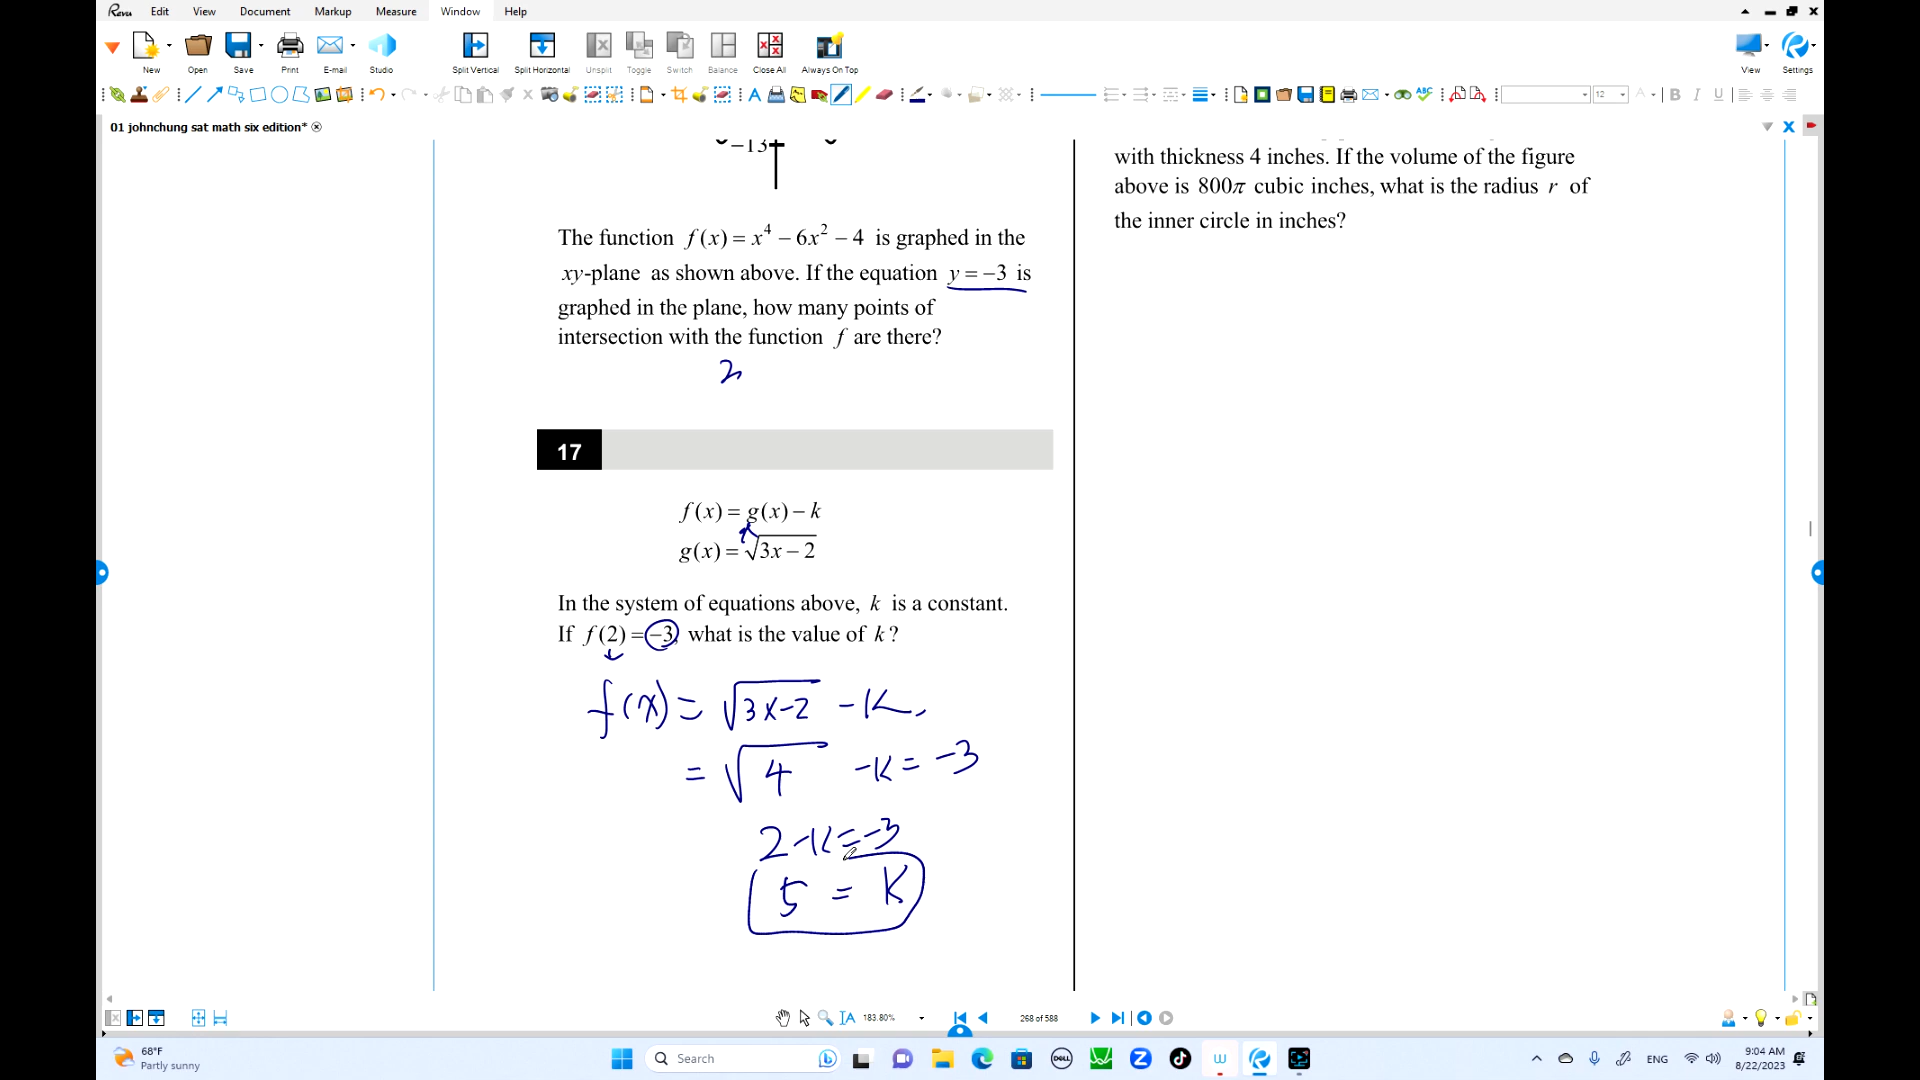 Revu Edit View Document Markup Measure Window Help
New Open Save Print E-mail Studio Split Vertical Split Horizontal Unsplit Toggle Switch Balance Close All Always On Top View Settings
12
01 johnchung sat math six edition*
−13
The function f(x) = x⁴ − 6x² − 4 is graphed in the
xy-plane as shown above. If the equation y = −3 is
graphed in the plane, how many points of
intersection with the function f are there?
2
17
f(x) = g(x) − k
g(x) = √3x − 2
In the system of equations above, k is a constant.
If f(2) = −3, what is the value of k?
f(x) = √3x-2 - K
= √4 -K = -3
2-K=-3
5 = K
with thickness 4 inches. If the volume of the figure
above is 800π cubic inches, what is the radius r of
the inner circle in inches?
183.80% 268 of 588
68°F
Partly sunny
Search
DELL
ENG
9:04 AM
8/22/2023